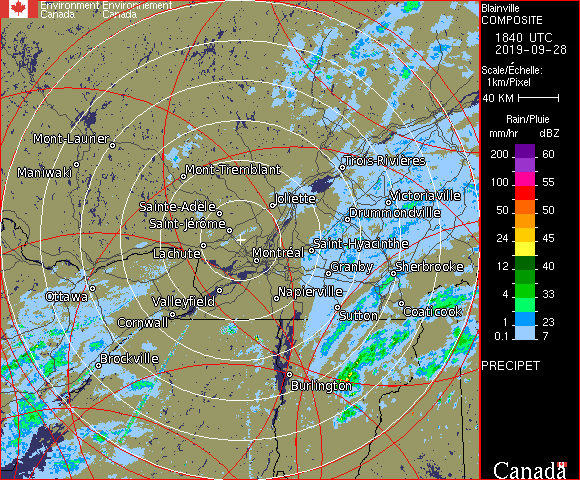 Environment Environnement
Canada Canada
Blainville
COMPOSITE
1840 UTC
2019-09-28
Scale/Échelle:
1km/Pixel
40 KM
Rain/Pluie
mm/hr dBZ
200 60
100 55
50 50
24 45
12 40
4 33
1 23
0.1 7
PRECIPET
Mont-Laurier
Maniwaki
Mont-Tremblant
Trois-Rivières
Sainte-Adèle
Joliette
Victoriaville
Drummondville
Saint-Jérôme
Lachute
Montréal
Saint-Hyacinthe
Granby
Sherbrooke
Ottawa
Valleyfield
Napierville
Coaticook
Cornwall
Sutton
Brockville
Burlington
Canada